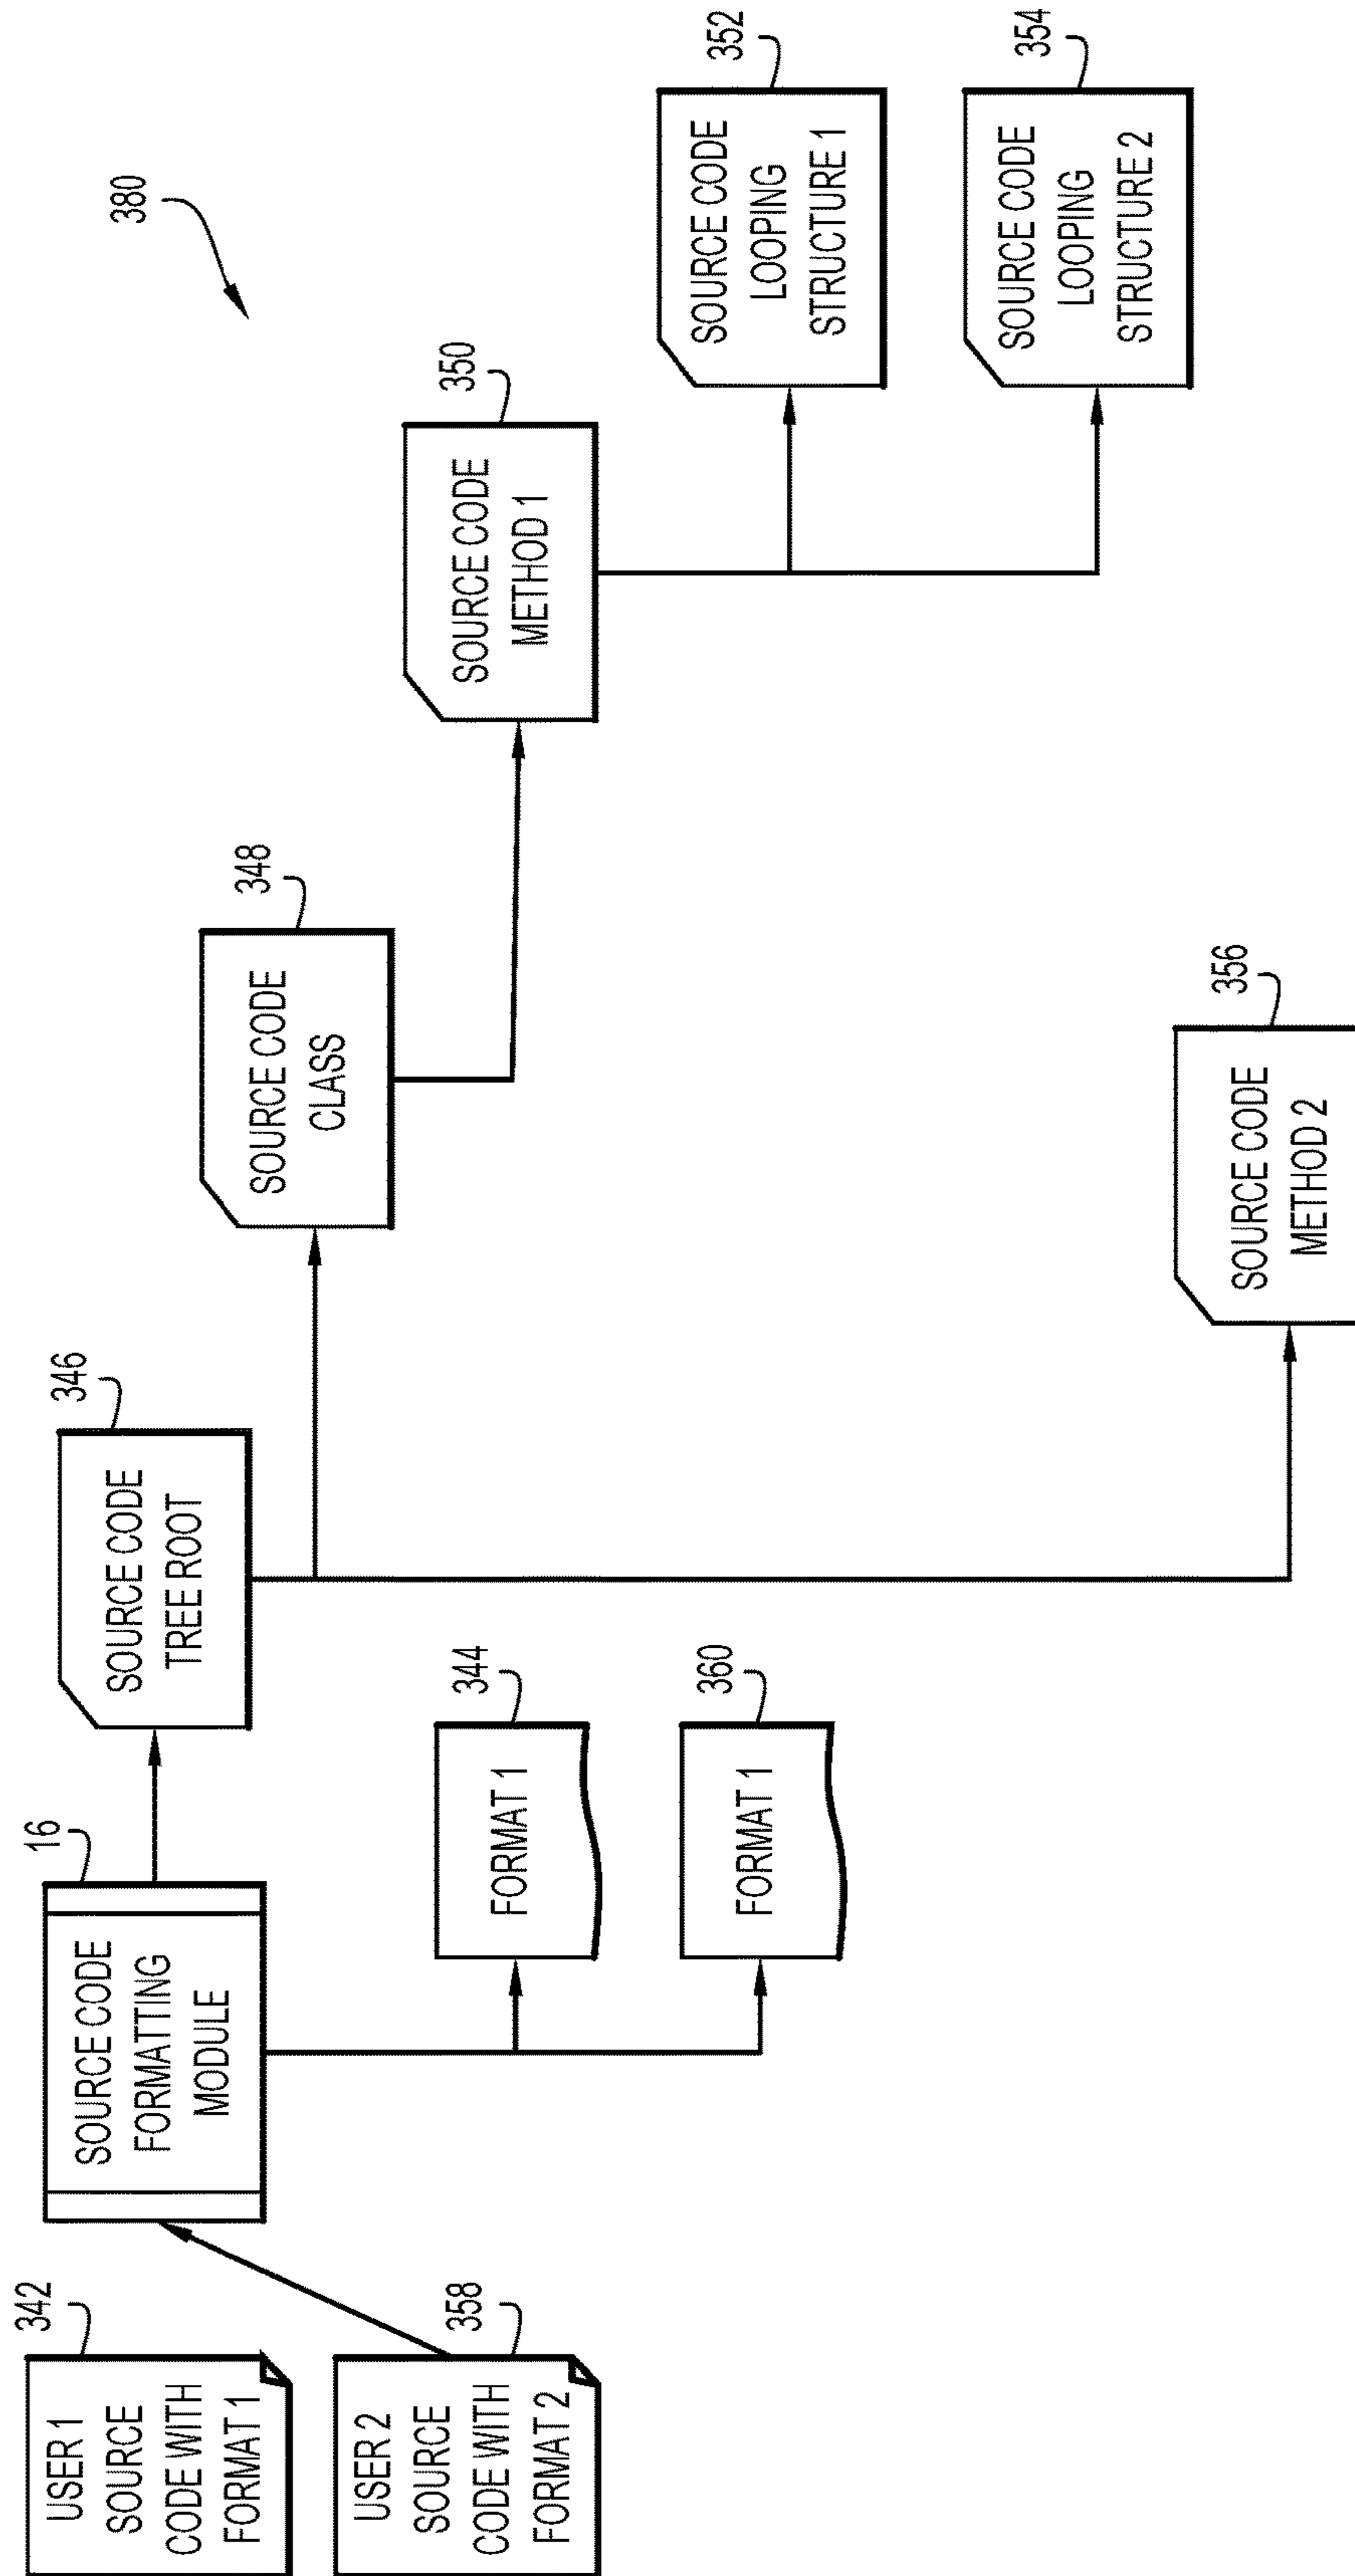 380
342
USER 1
SOURCE
CODE WITH
FORMAT 1
358
USER 2
SOURCE
CODE WITH
FORMAT 2
16
SOURCE CODE
FORMATTING
MODULE
344
FORMAT 1
360
FORMAT 1
346
SOURCE CODE
TREE ROOT
348
SOURCE CODE
CLASS
350
SOURCE CODE
METHOD 1
352
SOURCE CODE
LOOPING
STRUCTURE 1
354
SOURCE CODE
LOOPING
STRUCTURE 2
356
SOURCE CODE
METHOD 2